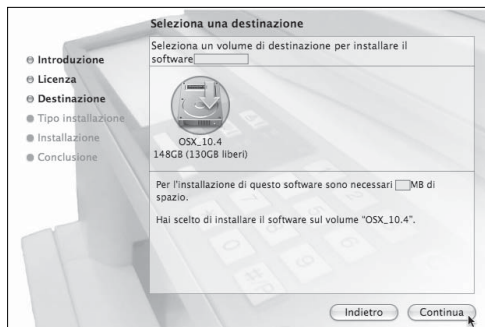 Seleziona una destinazione
Introduzione
Licenza
Destinazione
Tipo installazione
Installazione
Conclusione
Seleziona un volume di destinazione per installare il
software
OSX_10.4
148GB (130GB liberi)
Per l'installazione di questo software sono necessari MB di
spazio.
Hai scelto di installare il software sul volume "OSX_10.4".
Indietro
Continua